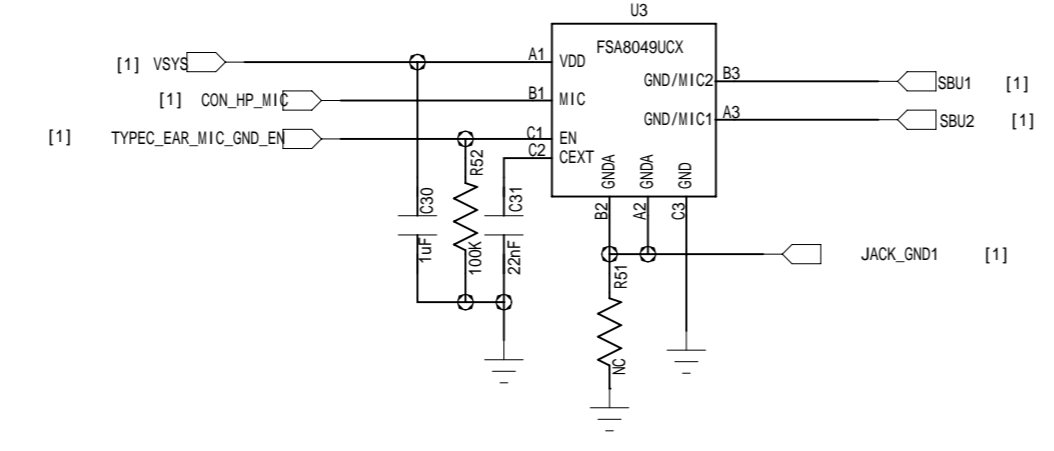 U3
FSA8049UCX
[1] VSYS A1 VDD
GND/MIC2 B3 SBU1 [1]
[1] CON_HP_MIC B1 MIC
GND/MIC1 A3 SBU2 [1]
[1] TYPEC_EAR_MIC_GND_EN C1 EN
C2 CEXT
GNDA
GNDA
GND
B2
A2
C3
C30
1uF
R52
100K
C31
22nF
JACK_GND1 [1]
R51
NC